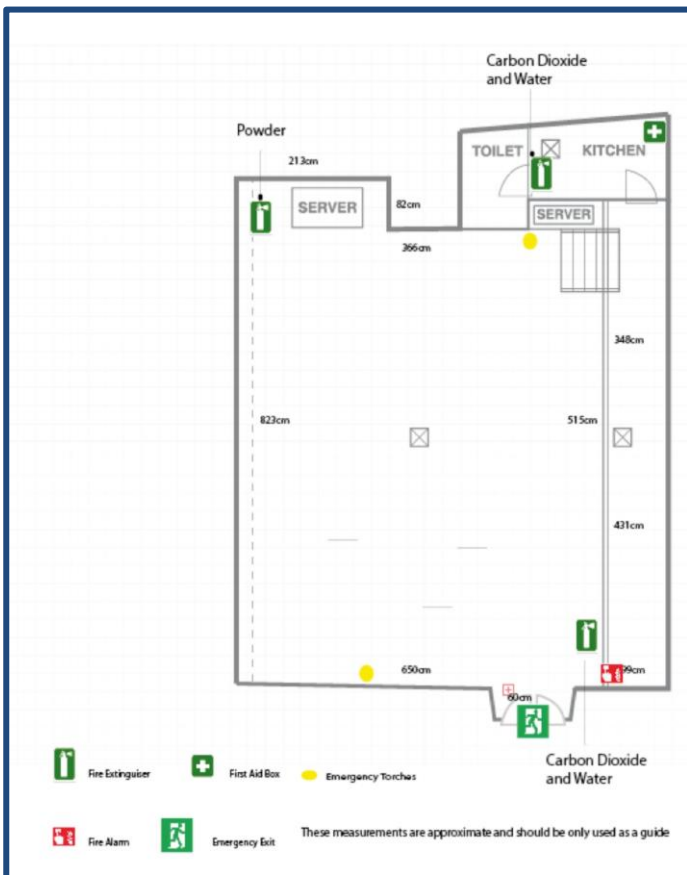 Carbon Dioxide
and Water
Powder
213cm
TOILET
KITCHEN
SERVER
82cm
SERVER
366cm
348cm
823cm
515cm
431cm
650cm
99cm
60cm
Carbon Dioxide
and Water
Fire Extinguiser
First Aid Box
Emergency Torches
Fire Alarm
Emergency Exit
These measurements are approximate and should be only used as a guide